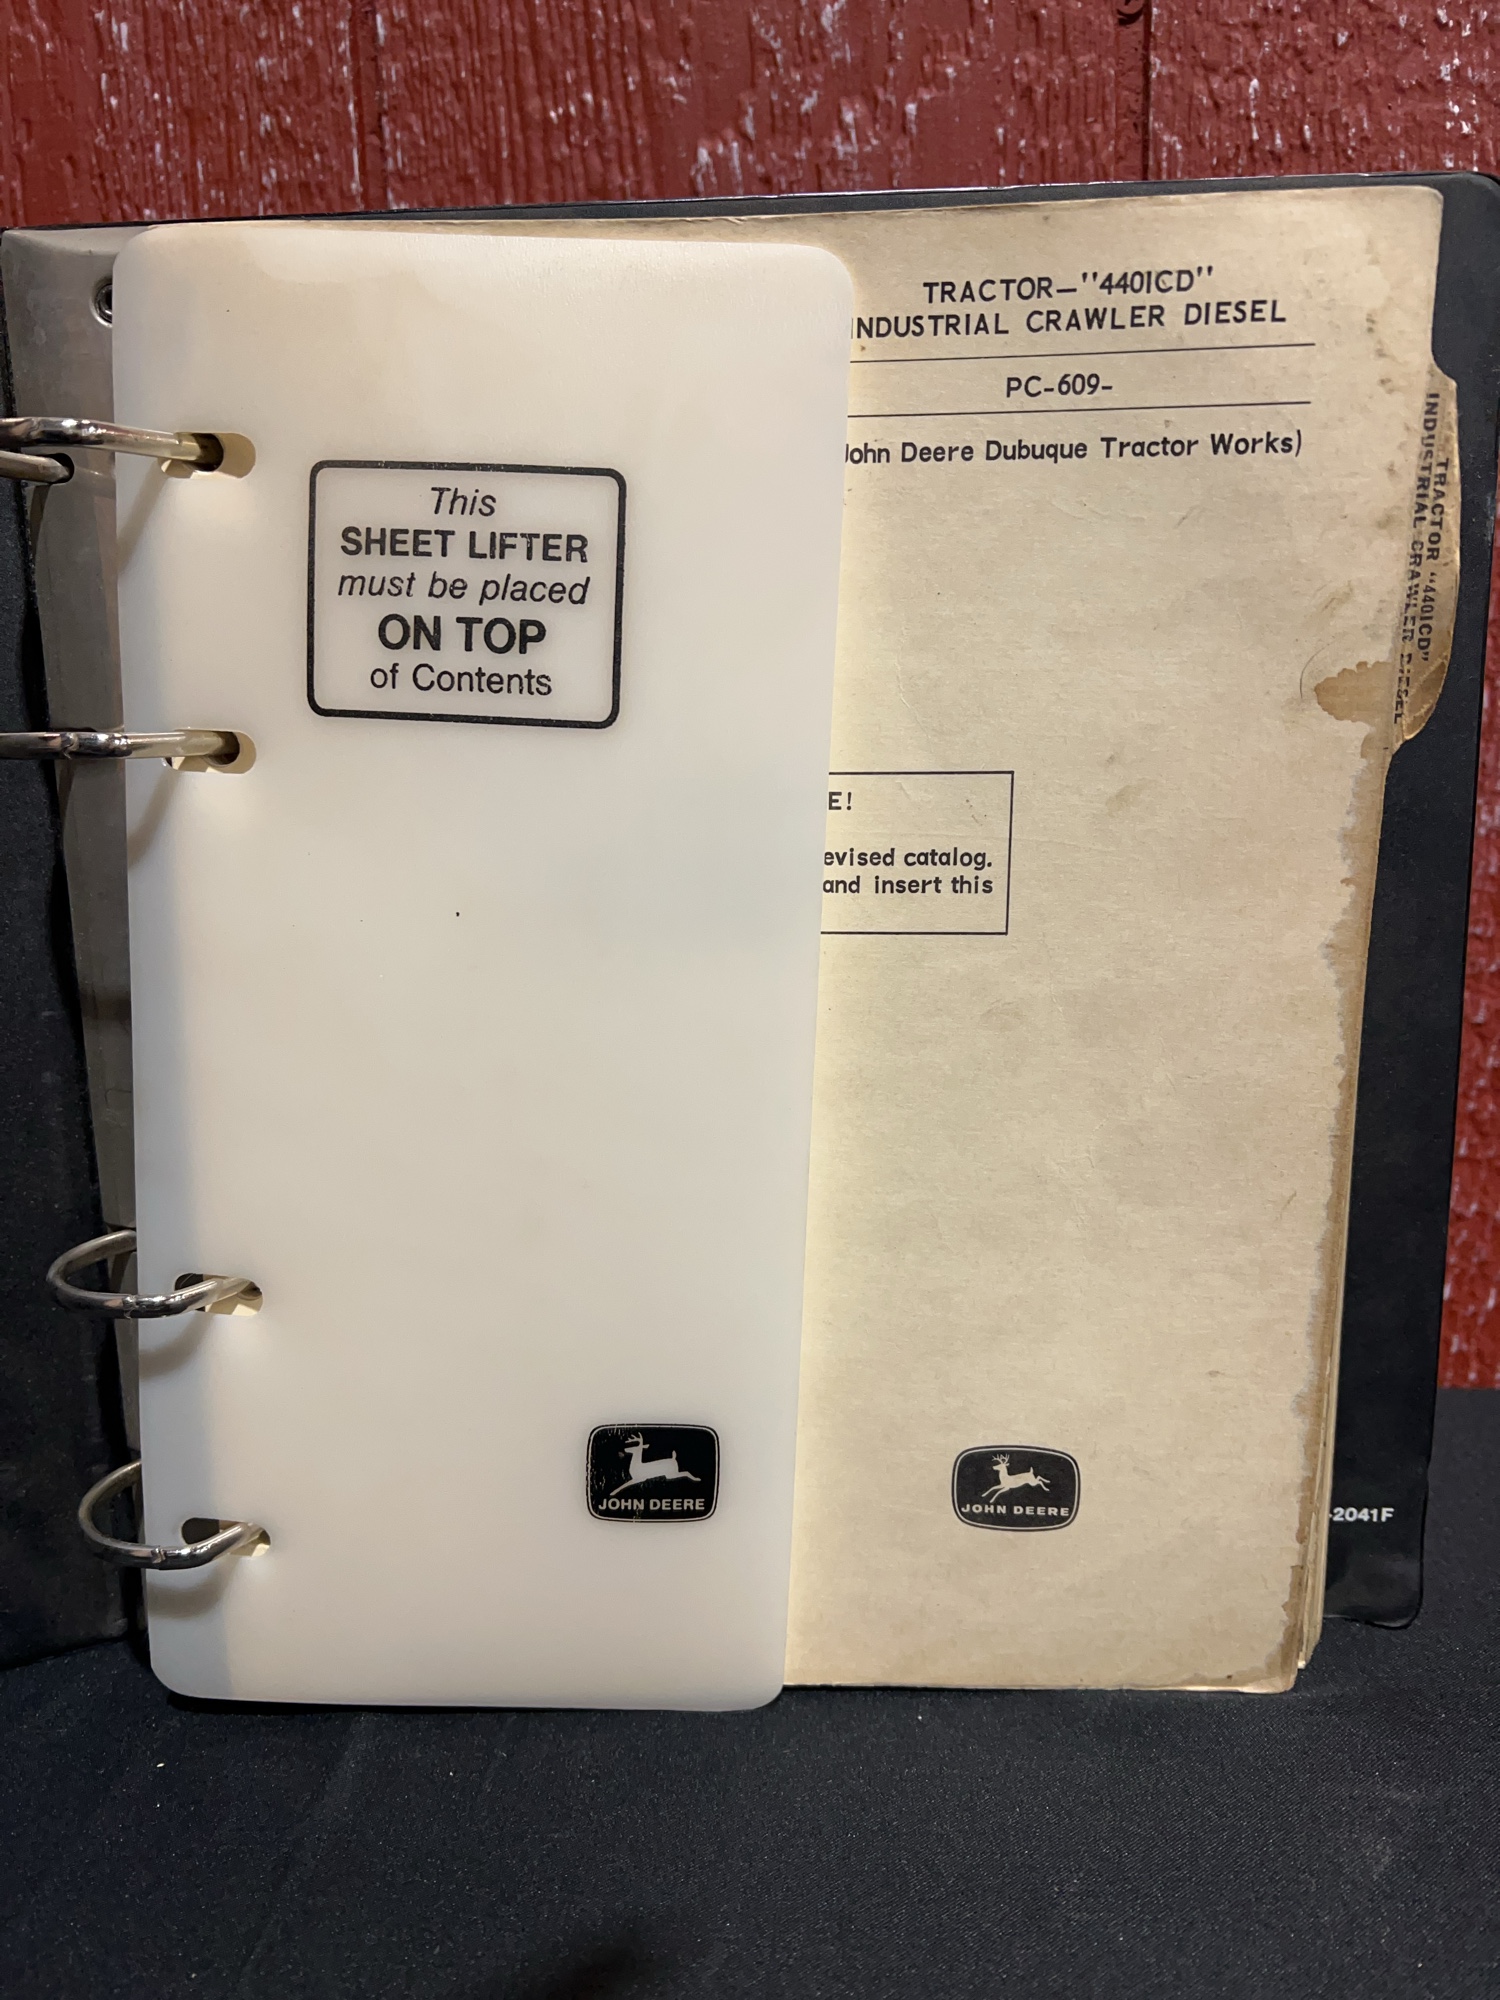 This
SHEET LIFTER
must be placed
ON TOP
of Contents
JOHN DEERE
TRACTOR—"440ICD"
INDUSTRIAL CRAWLER DIESEL
PC-609-
John Deere Dubuque Tractor Works)
E!
evised catalog.
and insert this
JOHN DEERE
TRACTOR "440ICD"
INDUSTRIAL CRAWLER DIESEL
-2041F